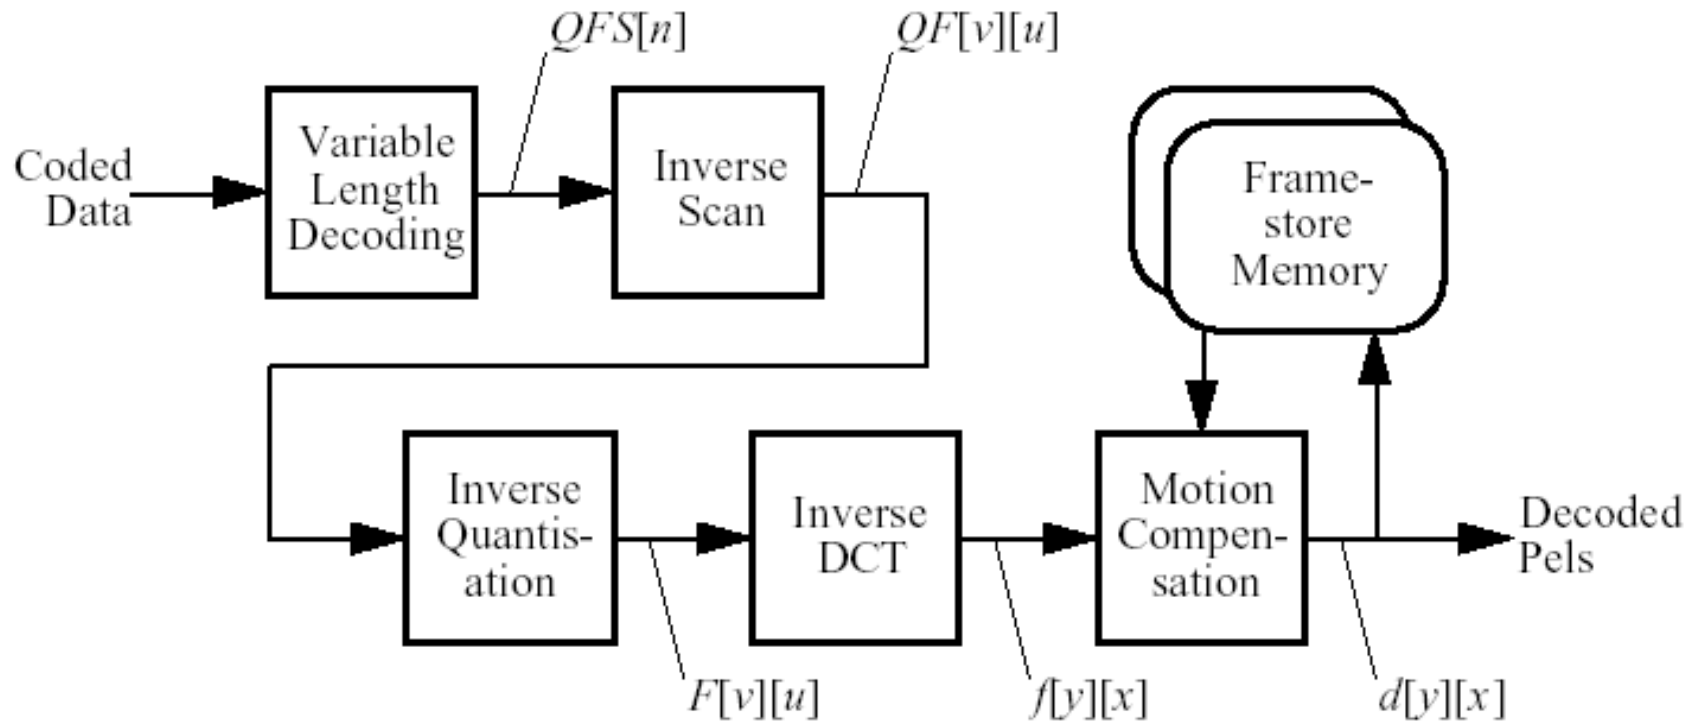 QFS[n]
QF[v][u]
Coded
Data
Variable
Length
Decoding
Inverse
Scan
Frame-
store
Memory
Inverse
Quantis-
ation
Inverse
DCT
Motion
Compen-
sation
Decoded
Pels
F[v][u]
f[y][x]
d[y][x]